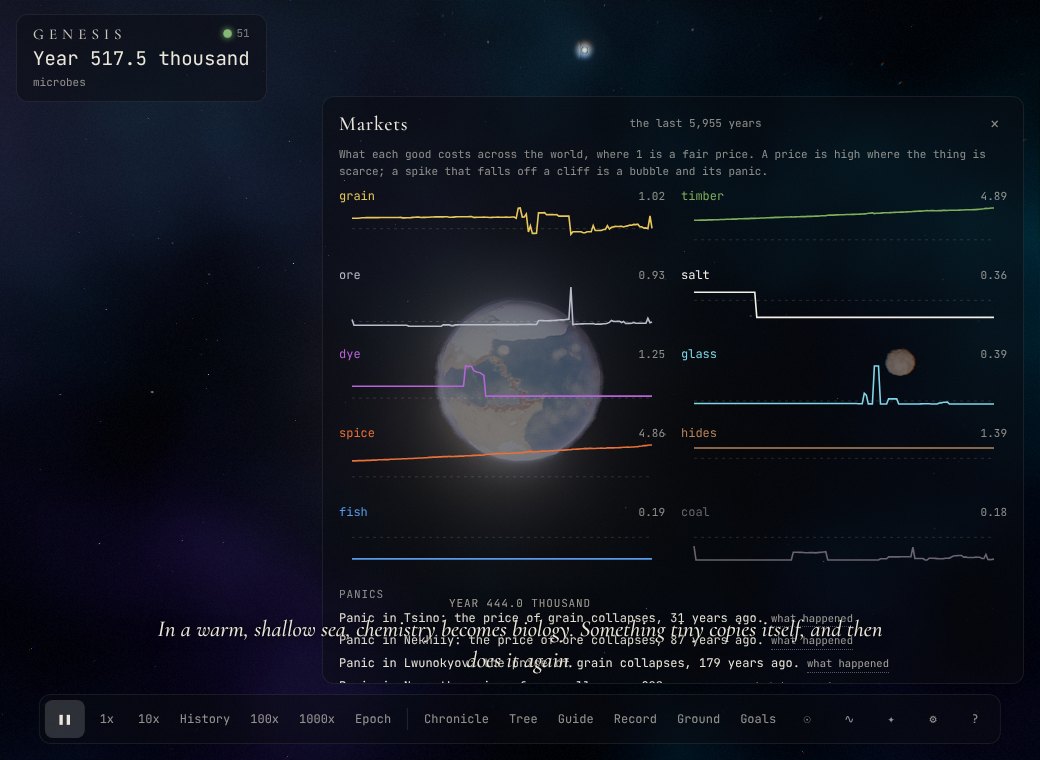 GENESIS
51
Year 517.5 thousand
microbes
Markets
the last 5,955 years
×
What each good costs across the world, where 1 is a fair price. A price is high where the thing is
scarce; a spike that falls off a cliff is a bubble and its panic.
grain 1.02
timber 4.89
ore 0.93
salt 0.36
dye 1.25
glass 0.39
spice 4.86
hides 1.39
fish 0.19
coal 0.18
PANICS
YEAR 444.0 THOUSAND
Panic in Tsino: the price of grain collapses, 31 years ago. what happened
In a warm, shallow sea, chemistry becomes biology. Something tiny copies itself, and then
does it again.
Panic in Nekhily: the price of ore collapses, 87 years ago. what happened
Panic in Lwunokyov: the price of grain collapses, 179 years ago. what happened
1x 10x History 100x 1000x Epoch Chronicle Tree Guide Record Ground Goals ?